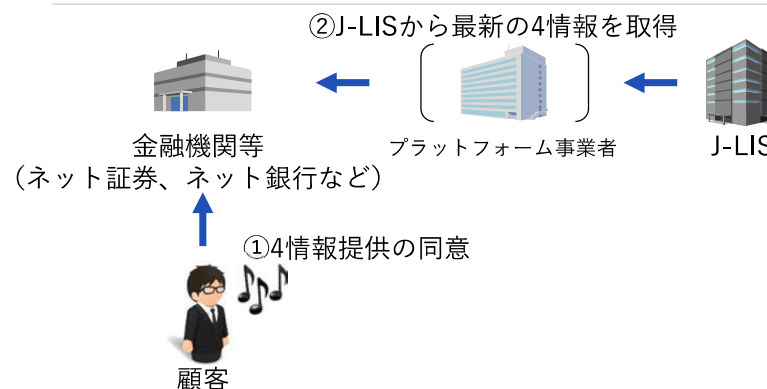 ②J-LISから最新の4情報を取得
金融機関等
（ネット証券、ネット銀行など）
プラットフォーム事業者
J-LIS
①4情報提供の同意
顧客